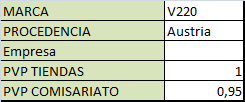 MARCA V220
PROCEDENCIA Austria
Empresa
PVP TIENDAS 1
PVP COMISARIATO 0,95